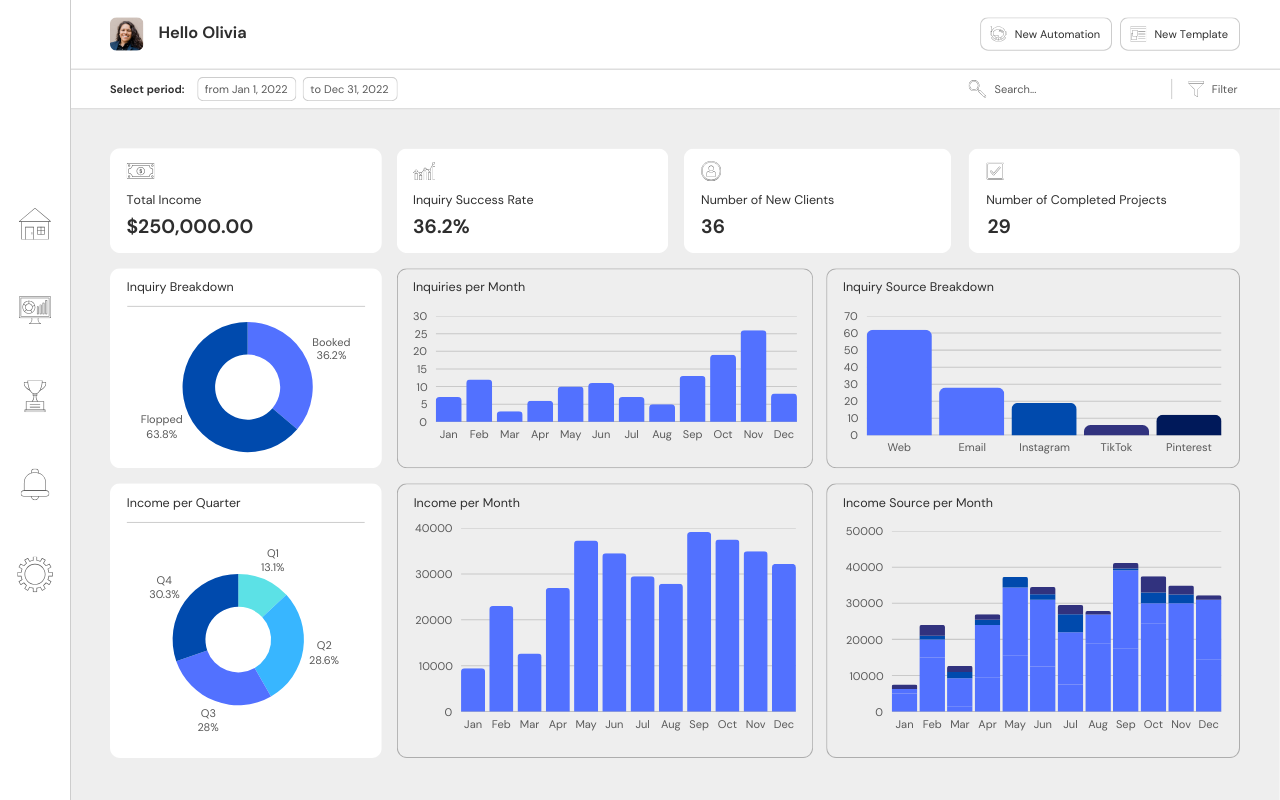 Hello Olivia
New Automation
New Template
Select period:
from Jan 1, 2022
to Dec 31, 2022
Search...
Filter
Total Income
$250,000.00
Inquiry Success Rate
36.2%
Number of New Clients
36
Number of Completed Projects
29
Inquiry Breakdown
Booked
36.2%
Flopped
63.8%
Inquiries per Month
30
25
20
15
10
5
0
Jan Feb Mar Apr May Jun Jul Aug Sep Oct Nov Dec
Inquiry Source Breakdown
70
60
50
40
30
20
10
0
Web Email Instagram TikTok Pinterest
Income per Quarter
Q1
13.1%
Q4
30.3%
Q2
28.6%
Q3
28%
Income per Month
40000
30000
20000
10000
0
Jan Feb Mar Apr May Jun Jul Aug Sep Oct Nov Dec
Income Source per Month
50000
40000
30000
20000
10000
0
Jan Feb Mar Apr May Jun Jul Aug Sep Oct Nov Dec